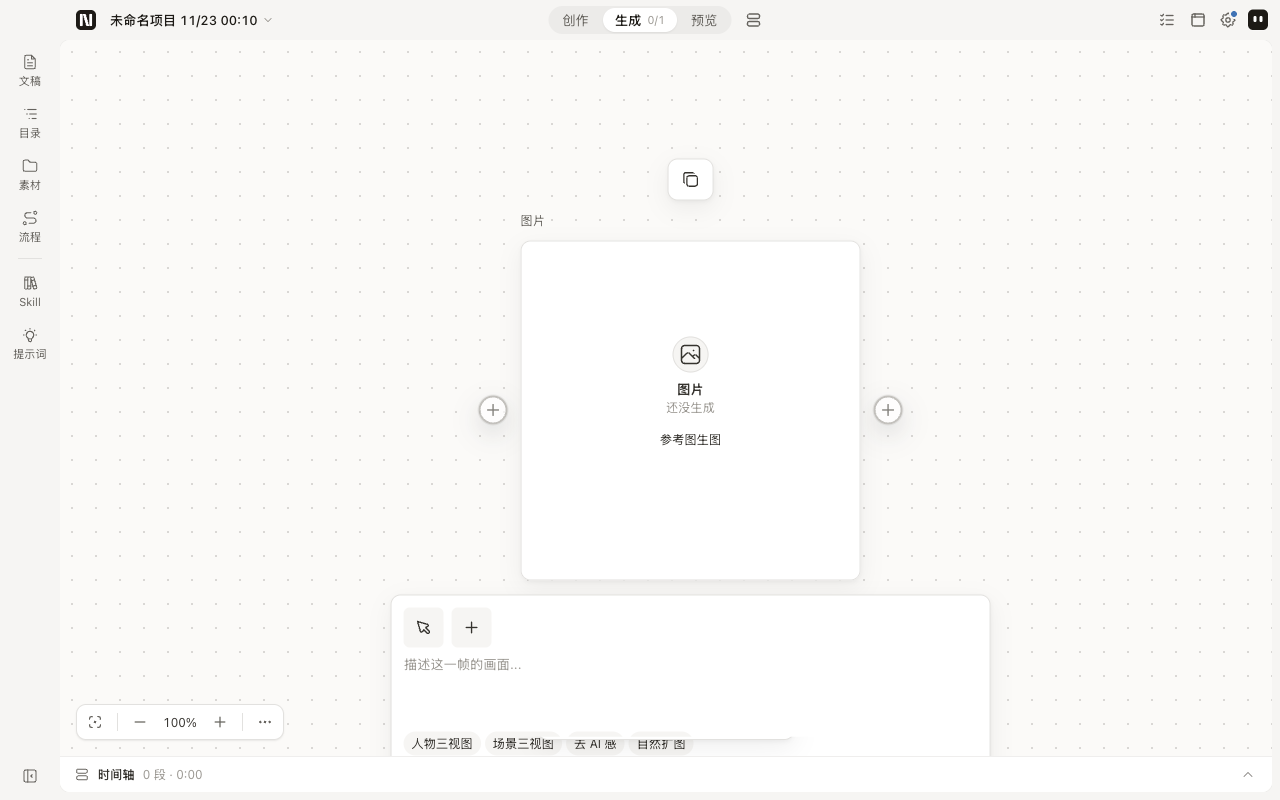 未命名项目 11/23 00:10
创作
生成 0/1
预览
文稿
目录
素材
流程
Skill
提示词
图片
图片
还没生成
参考图生图
描述这一帧的画面...
人物三视图
场景三视图
去 AI 感
自然扩图
100%
时间轴 0 段 · 0:00